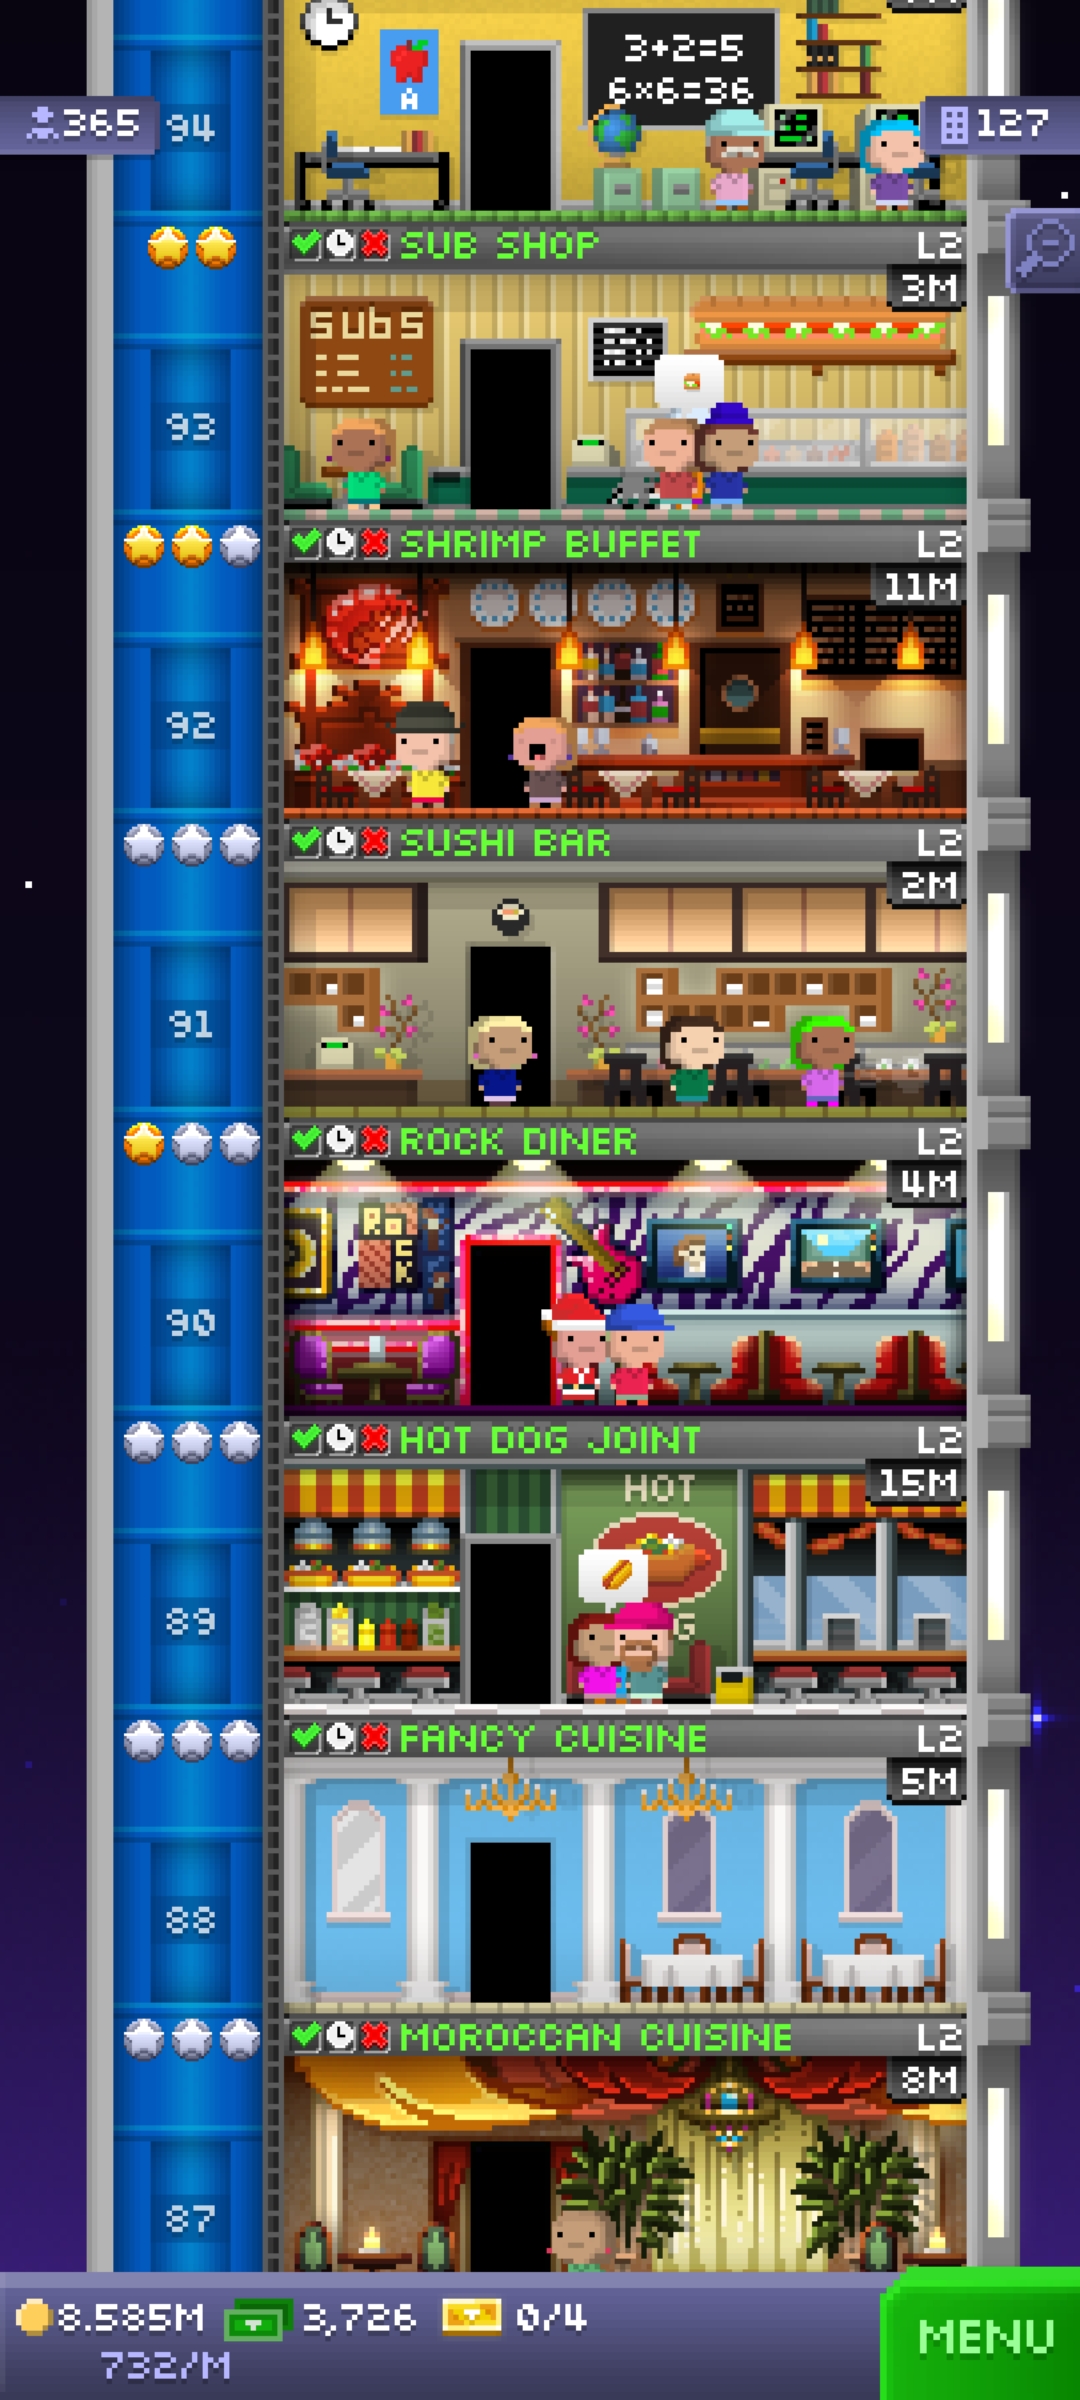 3+2=5
A
6×6=36
365
94
127
SUB SHOP
L2
3M
SUBS
93
SHRIMP BUFFET
L2
11M
92
SUSHI BAR
L2
2M
91
ROCK DINER
L2
4M
ROCK
90
HOT DOG JOINT
L2
15M
HOT
89
G
FANCY CUISINE
L2
5M
88
MOROCCAN CUISINE
L2
8M
87
8.585M 3,726 0/4
732/M
MENU